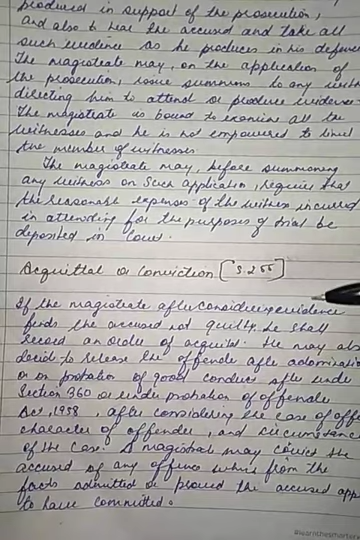 produced in support of the prosecution,
and also to hear the accused and take all
such evidence as he produces in his defence
The magistrate may, on the application of
the prosecution, issue summons to any witn
directing him to attend or produce evidence
The magistrate is bound to examine all the
witnesses and he is not empowered to limit
the number of witnesses
The magistrate may, before summoning
any witness on such application, require that
the reasonable expenses of the witness incurred
in attending for the purposes of trial be
deposited in Court.
Acquittal or Conviction [S.255]
If the magistrate after considering evidence
finds the accused not guilty, he shall
record an order of acquittal. He may also
decide to release the offender after admonition
or on probation of good conduct after under
Section 360 or under probation of offender
Act, 1958, after considering the case of offe
character of offender, and circumstance
of the case. A magistrate may convict the
accused of any offence which from the
facts admitted or proved the accused app
to have committed.
@learnthesmartway